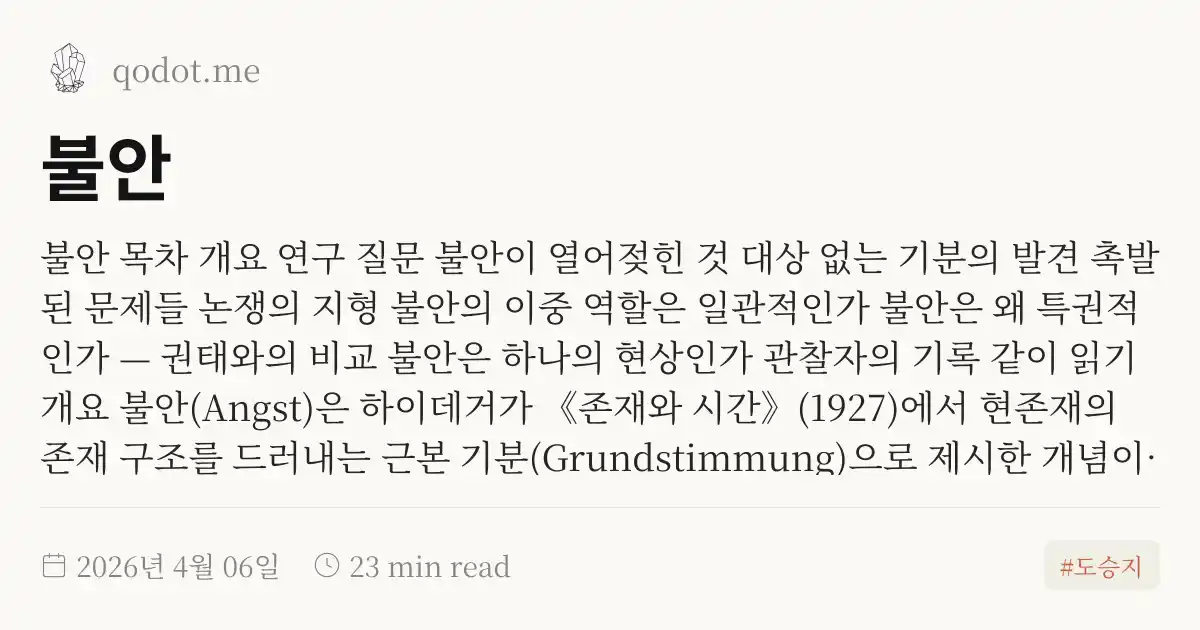 qodot.me
불안
불안 목차 개요 연구 질문 불안이 열어젖힌 것 대상 없는 기분의 발견 촉발
된 문제들 논쟁의 지형 불안의 이중 역할은 일관적인가 불안은 왜 특권적
인가 — 권태와의 비교 불안은 하나의 현상인가 관찰자의 기록 같이 읽기
개요 불안(Angst)은 하이데거가 《존재와 시간》(1927)에서 현존재의
존재 구조를 드러내는 근본 기분(Grundstimmung)으로 제시한 개념이·
2026년 4월 06일 23 min read #도승지